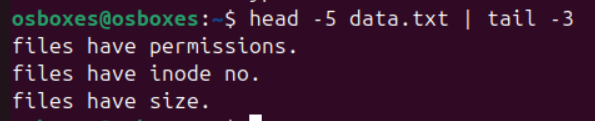 osboxes@osboxes:~$ head -5 data.txt | tail -3
files have permissions.
files have inode no.
files have size.